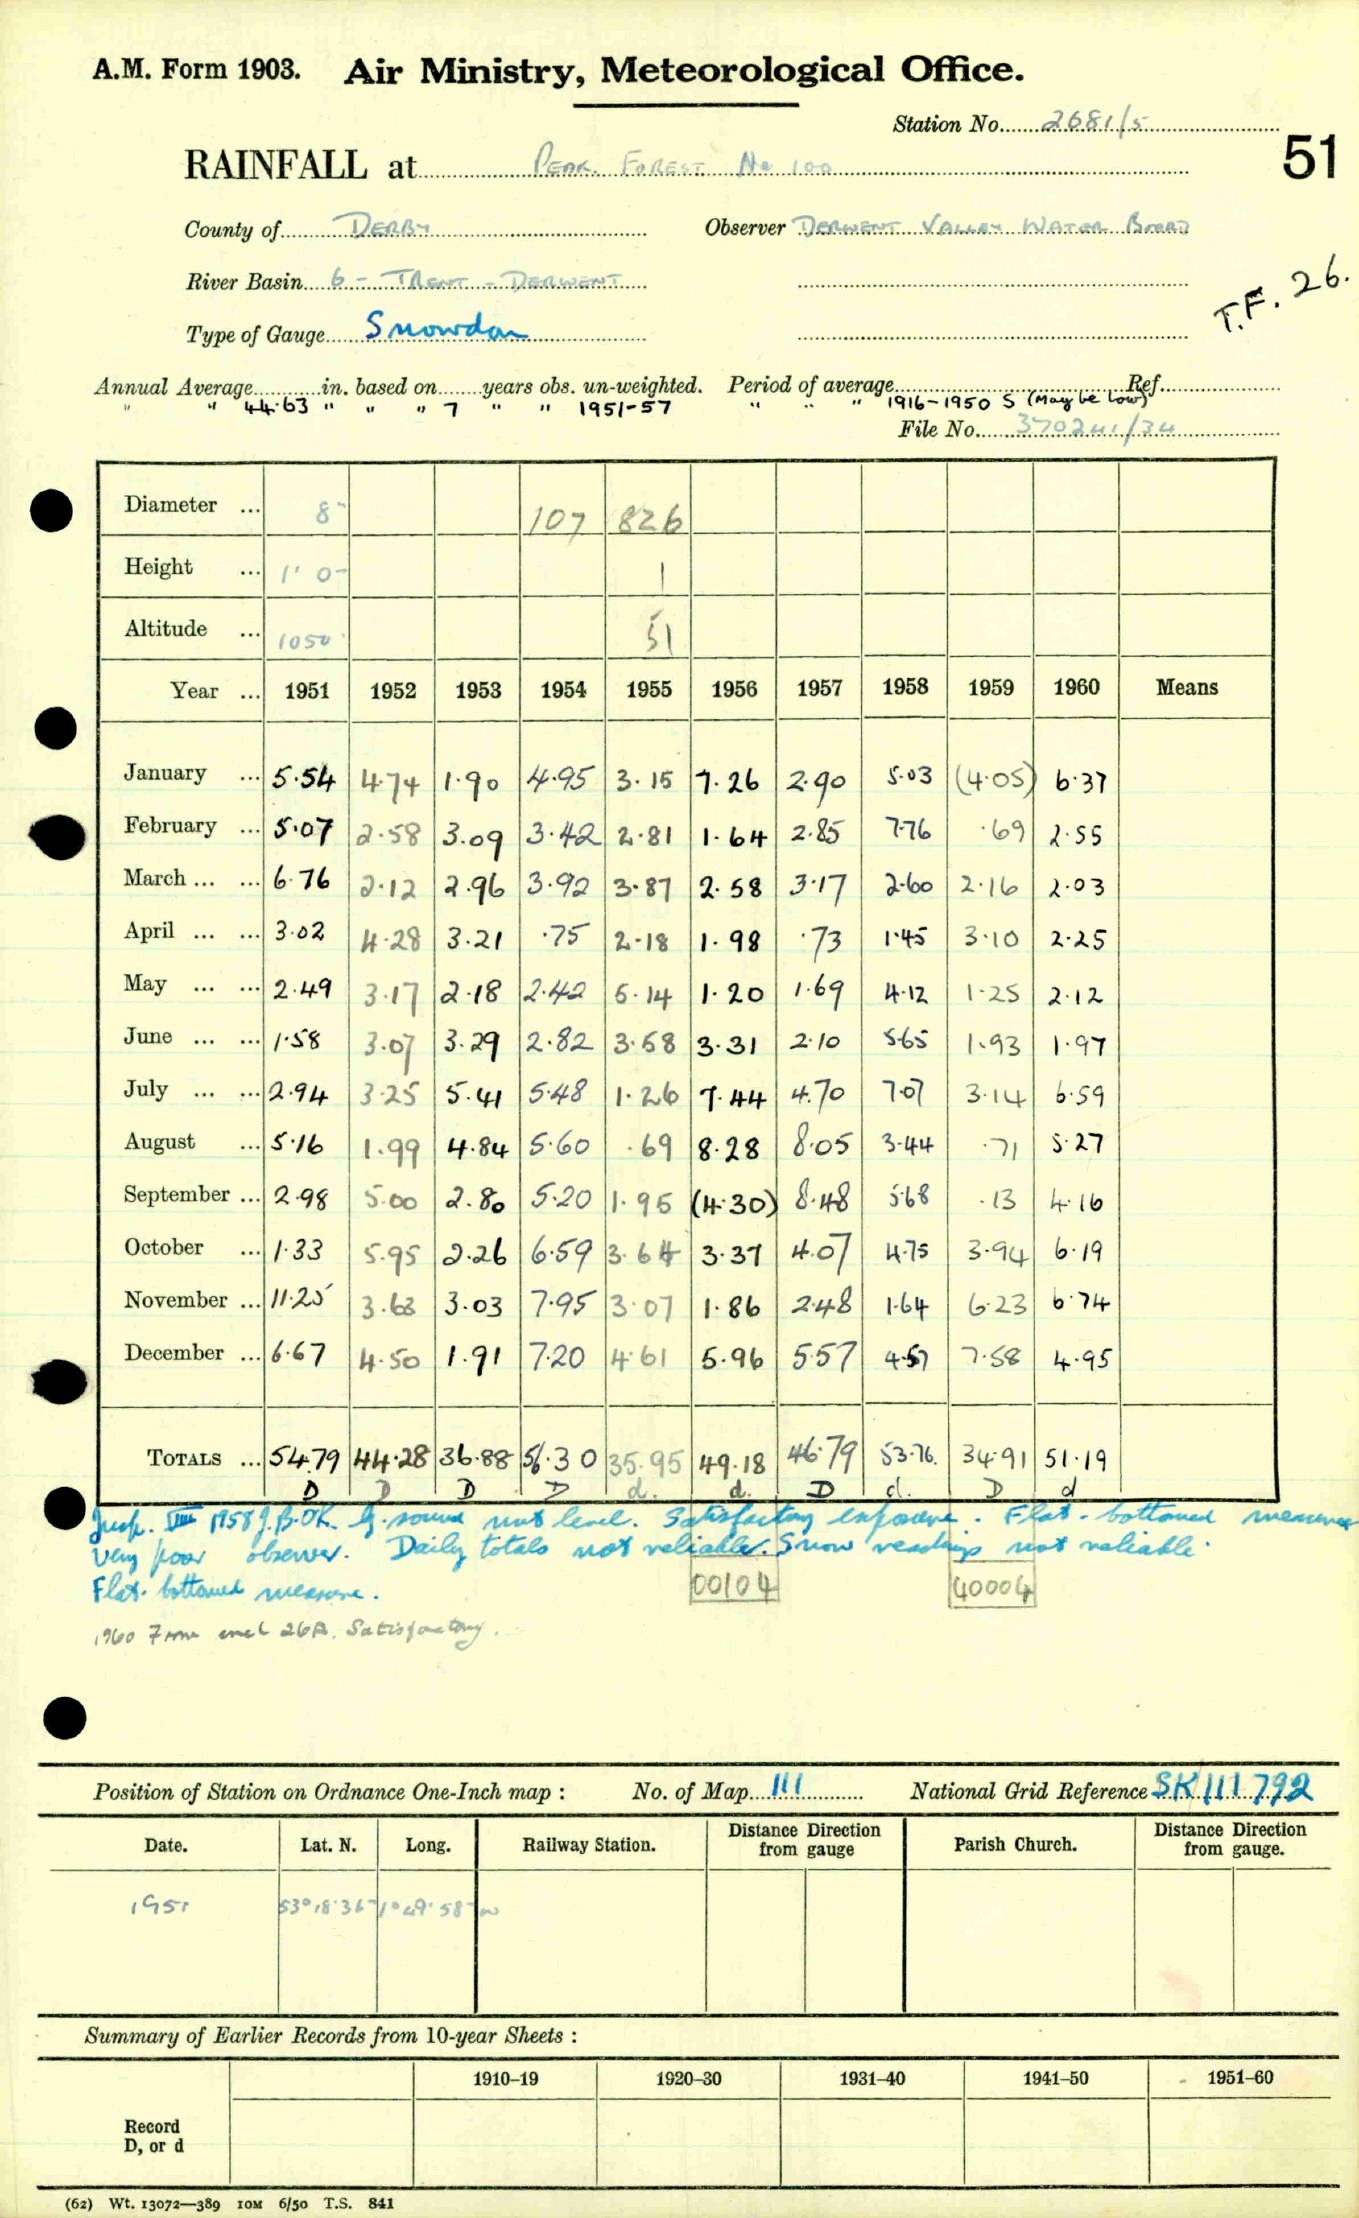 A.M. Form 1903. Air Ministry, Meteorological Office.
Station No. 2681/5
51
RAINFALL at PEAK FOREST No 100
County of DERBY Observer DERWENT VALLEY WATER BOARD
River Basin 6 - TRENT - DERWENT
T.F. 26.
Type of Gauge Snowdon
Annual Average in. based on years obs. un-weighted. Period of average Ref.
" " 44.63 " " " 7 " " 1951-57 " " " 1916-1950 S (May be low)
File No. 370241/34
Diameter ... 8" 107 826
Height ... 1' 0" 1
Altitude ... 1050 51
Year ... 1951 1952 1953 1954 1955 1956 1957 1958 1959 1960 Means
January ... 5.54 4.74 1.90 4.95 3.15 7.26 2.90 5.03 (4.05) 6.37
February ... 5.07 2.58 3.09 3.42 2.81 1.64 2.85 7.76 .69 2.55
March ... ... 6.76 2.12 2.96 3.92 3.87 2.58 3.17 2.60 2.16 2.03
April ... ... 3.02 4.28 3.21 .75 2.18 1.98 .73 1.45 3.10 2.25
May ... ... 2.49 3.17 2.18 2.42 5.14 1.20 1.69 4.12 1.25 2.12
June ... ... 1.58 3.07 3.29 2.82 3.58 3.31 2.10 5.65 1.93 1.97
July ... ... 2.94 3.25 5.41 5.48 1.26 7.44 4.70 7.07 3.14 6.59
August ... 5.16 1.99 4.84 5.60 .69 8.28 8.05 3.44 .71 5.27
September ... 2.98 5.00 2.80 5.20 1.95 (4.30) 8.48 5.68 .13 4.16
October ... 1.33 5.95 2.26 6.59 3.64 3.37 4.07 4.75 3.94 6.19
November ... 11.25 3.63 3.03 7.95 3.07 1.86 2.48 1.64 6.23 6.74
December ... 6.67 4.50 1.91 7.20 4.61 5.96 5.57 4.57 7.58 4.95
TOTALS ... 54.79 44.28 36.88 56.30 35.95 49.18 46.79 53.76 34.91 51.19
D D D D d. d. D d. D d
Insp. VIII 1958 J.B. OK. G. sound not level. Satisfactory exposure. Flat-bottomed measure
Very poor observer. Daily totals not reliable. Snow readings not reliable.
Flat-bottomed measure.
00104 40004
1960 From encl 26A. Satisfactory.
Position of Station on Ordnance One-Inch map : No. of Map 111 National Grid Reference SK 111 792
Date. Lat. N. Long. Railway Station. Distance from Direction gauge Parish Church. Distance from Direction gauge.
1951 53° 18' 36" 1° 49' 58" W
Summary of Earlier Records from 10-year Sheets :
1910–19 1920–30 1931–40 1941–50 1951–60
Record
D, or d
(62) Wt. 13072—389 10M 6/50 T.S. 841